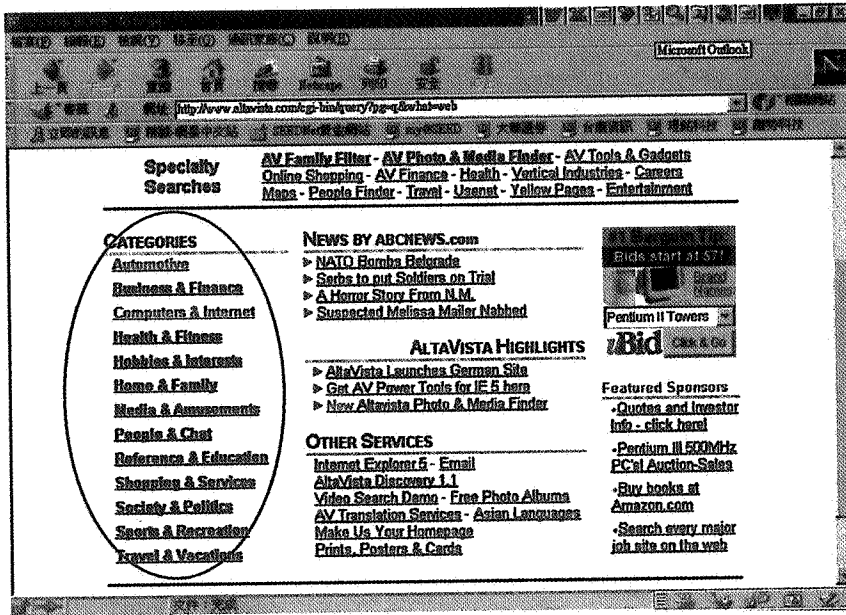 Microsoft Outlook
上一頁
Netscape
http://www.altavista.com/cgi-bin/query?pg=q&what=web
Specialty Searches
AV Family Filter - AV Photo & Media Finder - AV Tools & Gadgets
Online Shopping - AV Finance - Health - Vertical Industries - Careers
Maps - People Finder - Travel - Usenet - Yellow Pages - Entertainment
CATEGORIES
Automotive
Business & Finance
Computers & Internet
Health & Fitness
Hobbies & Interests
Home & Family
Media & Amusements
People & Chat
Reference & Education
Shopping & Services
Society & Politics
Sports & Recreation
Travel & Vacations
NEWS BY ABCNEWS.com
NATO Bombs Belgrade
Serbs to put Soldiers on Trial
A Horror Story From N.M.
Suspected Melissa Mailer Nabbed
ALTAVISTA HIGHLIGHTS
AltaVista Launches German Site
Get AV Power Tools for IE 5 here
New Altavista Photo & Media Finder
OTHER SERVICES
Internet Explorer 5 - Email
AltaVista Discovery 1.1
Video Search Demo - Free Photo Albums
AV Translation Services - Asian Languages
Make Us Your Homepage
Prints, Posters & Cards
Bids start at $7!
Brand Names
Pentium II Towers
uBid Click & Go
Featured Sponsors
•Quotes and Investor
Info - click here!
•Pentium III 500MHz
PC's! Auction-Sales
•Buy books at
Amazon.com
•Search every major
job site on the web